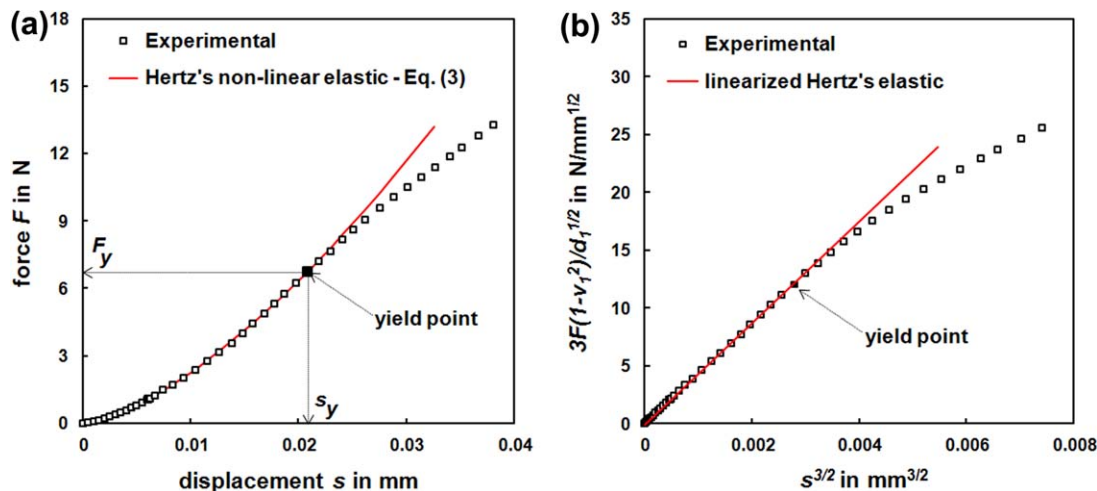 (a)
18
15
12
9
6
3
0
force F in N
Experimental
Hertz's non-linear elastic - Eq. (3)
F_y
yield point
s_y
0 0.01 0.02 0.03 0.04
displacement s in mm
(b)
35
30
25
20
15
10
5
0
3F(1-v₁²)/d₁^1/2 in N/mm^1/2
Experimental
linearized Hertz's elastic
yield point
0 0.002 0.004 0.006 0.008
s^3/2 in mm^3/2